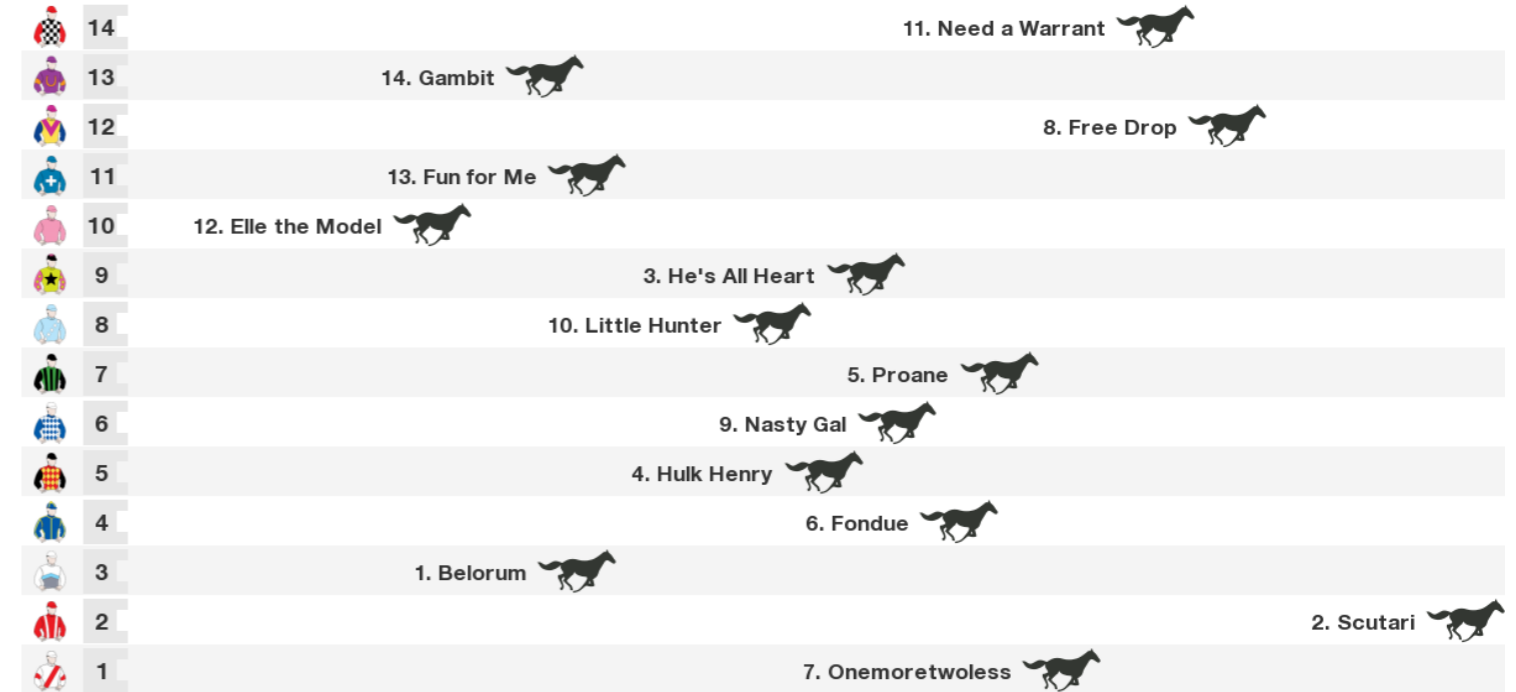 14 11. Need a Warrant
13 14. Gambit
12 8. Free Drop
11 13. Fun for Me
10 12. Elle the Model
9 3. He's All Heart
8 10. Little Hunter
7 5. Proane
6 9. Nasty Gal
5 4. Hulk Henry
4 6. Fondue
3 1. Belorum
2 2. Scutari
1 7. Onemoretwoless